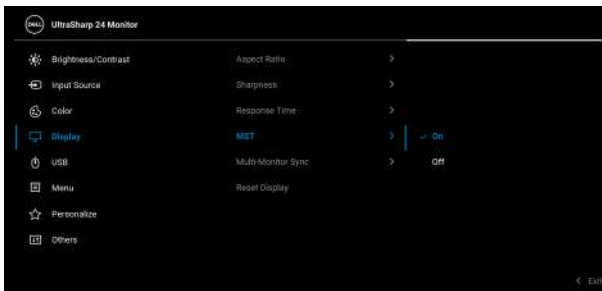 DELL
UltraSharp 24 Monitor
Brightness/Contrast
Aspect Ratio
Input Source
Sharpness
Color
Response Time
Display
MST
On
USB
Multi-Monitor Sync
Off
Menu
Reset Display
Personalize
Others
Exit